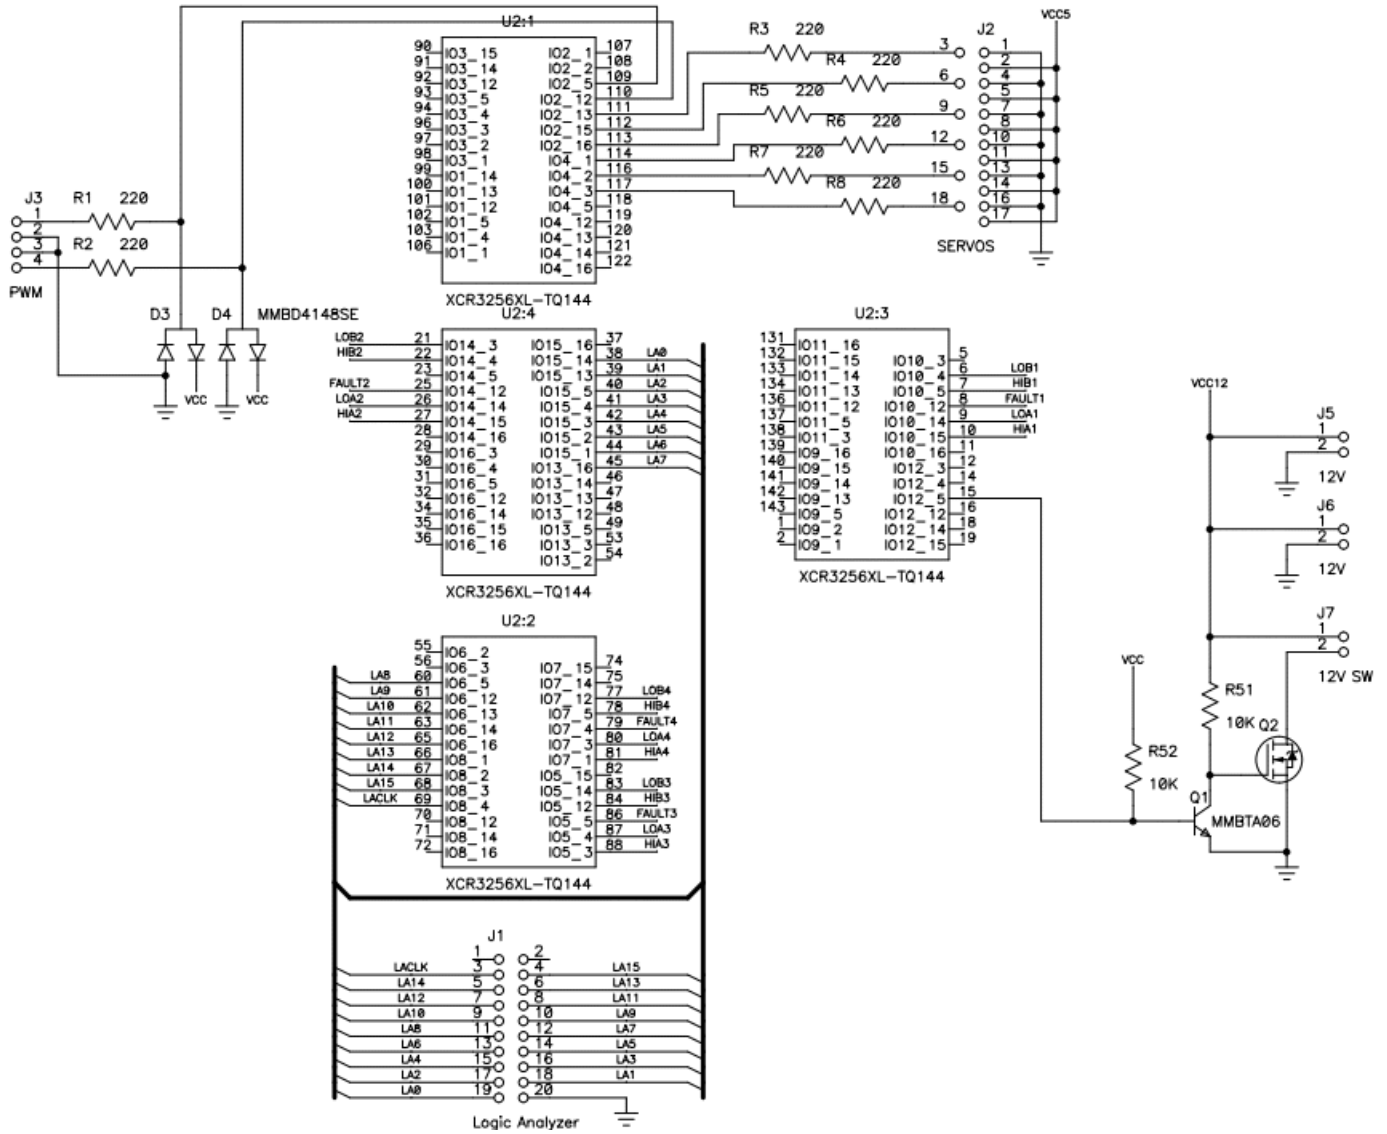 U2:1
90 IO3_15 IO2_1 107
91 IO3_14 IO2_2 108
92 IO3_12 IO2_5 109
93 IO3_5 IO2_12 110
94 IO3_4 IO2_13 111
96 IO3_3 IO2_15 112
97 IO3_2 IO2_16 113
98 IO3_1 IO4_1 114
99 IO1_14 IO4_2 116
100 IO1_13 IO4_3 117
101 IO1_12 IO4_5 118
102 IO1_5 IO4_12 119
103 IO1_4 IO4_13 120
106 IO1_1 IO4_14 121
IO4_16 122
XCR3256XL-TQ144
R3 220 3
R4 220 6
R5 220 9
R6 220 12
R7 220 15
R8 220 18
VCC5
J2
1
2
4
5
7
8
10
11
13
14
16
17
SERVOS
J3
1 R1 220
2
3 R2 220
4
PWM
D3 D4 MMBD4148SE
VCC VCC
U2:4
LOB2 21 IO14_3 IO15_16 37
HIB2 22 IO14_4 IO15_14 38 LA0
23 IO14_5 IO15_13 39 LA1
FAULT2 25 IO14_12 IO15_5 40 LA2
LOA2 26 IO14_14 IO15_4 41 LA3
HIA2 27 IO14_15 IO15_3 42 LA4
28 IO14_16 IO15_2 43 LA5
29 IO16_3 IO15_1 44 LA6
30 IO16_4 IO13_16 45 LA7
31 IO16_5 IO13_14 46
32 IO16_12 IO13_13 47
34 IO16_14 IO13_12 48
35 IO16_15 IO13_5 49
36 IO16_16 IO13_3 53
IO13_2 54
XCR3256XL-TQ144
U2:3
131 IO11_16
132 IO11_15 IO10_3 5
133 IO11_14 IO10_4 6 LOB1
134 IO11_13 IO10_5 7 HIB1
136 IO11_12 IO10_12 8 FAULT1
137 IO11_5 IO10_14 9 LOA1
138 IO11_3 IO10_15 10 HIA1
139 IO9_16 IO10_16 11
140 IO9_15 IO12_3 12
141 IO9_14 IO12_4 14
142 IO9_13 IO12_5 15
143 IO9_5 IO12_12 16
1 IO9_2 IO12_14 18
2 IO9_1 IO12_15 19
XCR3256XL-TQ144
VCC12
J5
1
2
12V
J6
1
2
12V
J7
1
2
12V SW
VCC
R51
10K
Q2
R52
10K
Q1
MMBTA06
U2:2
55 IO6_2
56 IO6_3 IO7_15 74
LA8 60 IO6_5 IO7_14 75
LA9 61 IO6_12 IO7_12 77 LOB4
LA10 62 IO6_13 IO7_5 78 HIB4
LA11 63 IO6_14 IO7_4 79 FAULT4
LA12 65 IO6_16 IO7_3 80 LOA4
LA13 66 IO8_1 IO7_1 81 HIA4
LA14 67 IO8_2 IO5_15 82
LA15 68 IO8_3 IO5_14 83 LOB3
LACLK 69 IO8_4 IO5_12 84 HIB3
70 IO8_12 IO5_5 86 FAULT3
71 IO8_14 IO5_4 87 LOA3
72 IO8_16 IO5_3 88 HIA3
XCR3256XL-TQ144
J1
1 2
LACLK 3 4 LA15
LA14 5 6 LA13
LA12 7 8 LA11
LA10 9 10 LA9
LA8 11 12 LA7
LA6 13 14 LA5
LA4 15 16 LA3
LA2 17 18 LA1
LA0 19 20
Logic Analyzer